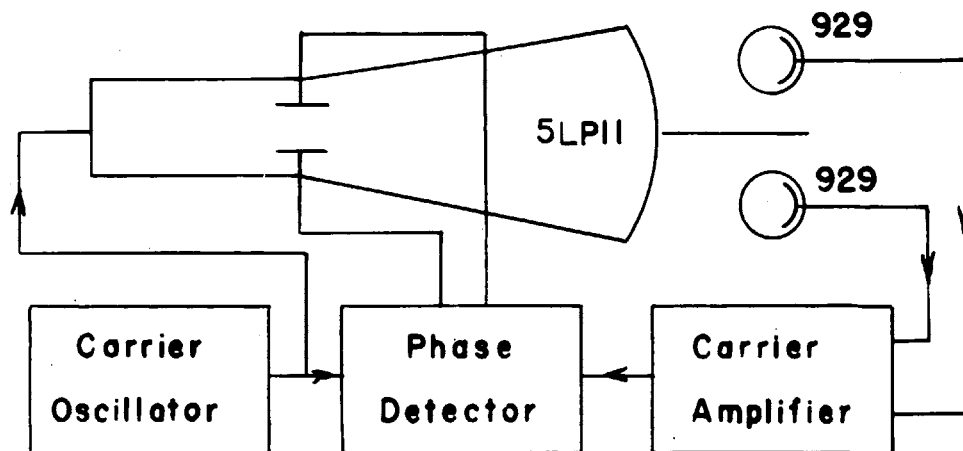 929
5LP11
929
Carrier Oscillator
Phase Detector
Carrier Amplifier